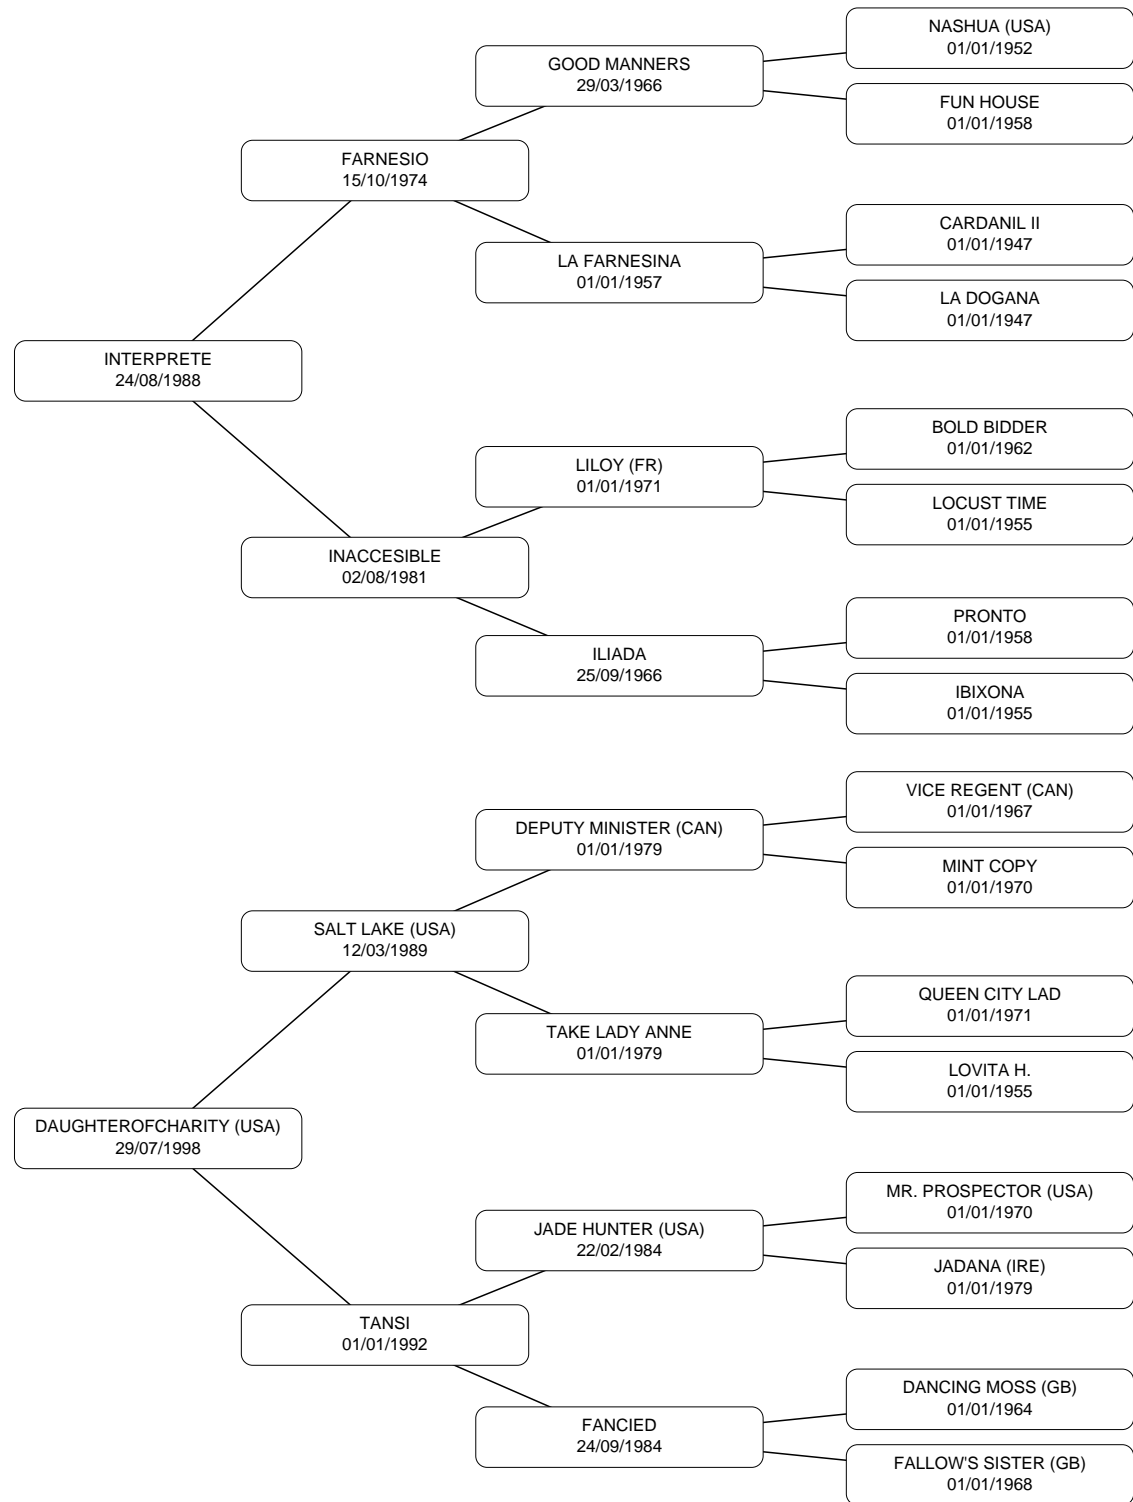 NASHUA (USA)
01/01/1952
GOOD MANNERS
29/03/1966
FUN HOUSE
01/01/1958
FARNESIO
15/10/1974
CARDANIL II
01/01/1947
LA FARNESINA
01/01/1957
LA DOGANA
01/01/1947
INTERPRETE
24/08/1988
BOLD BIDDER
01/01/1962
LILOY (FR)
01/01/1971
LOCUST TIME
01/01/1955
INACCESIBLE
02/08/1981
PRONTO
01/01/1958
ILIADA
25/09/1966
IBIXONA
01/01/1955
VICE REGENT (CAN)
01/01/1967
DEPUTY MINISTER (CAN)
01/01/1979
MINT COPY
01/01/1970
SALT LAKE (USA)
12/03/1989
QUEEN CITY LAD
01/01/1971
TAKE LADY ANNE
01/01/1979
LOVITA H.
01/01/1955
DAUGHTEROFCHARITY (USA)
29/07/1998
MR. PROSPECTOR (USA)
01/01/1970
JADE HUNTER (USA)
22/02/1984
JADANA (IRE)
01/01/1979
TANSI
01/01/1992
DANCING MOSS (GB)
01/01/1964
FANCIED
24/09/1984
FALLOW'S SISTER (GB)
01/01/1968